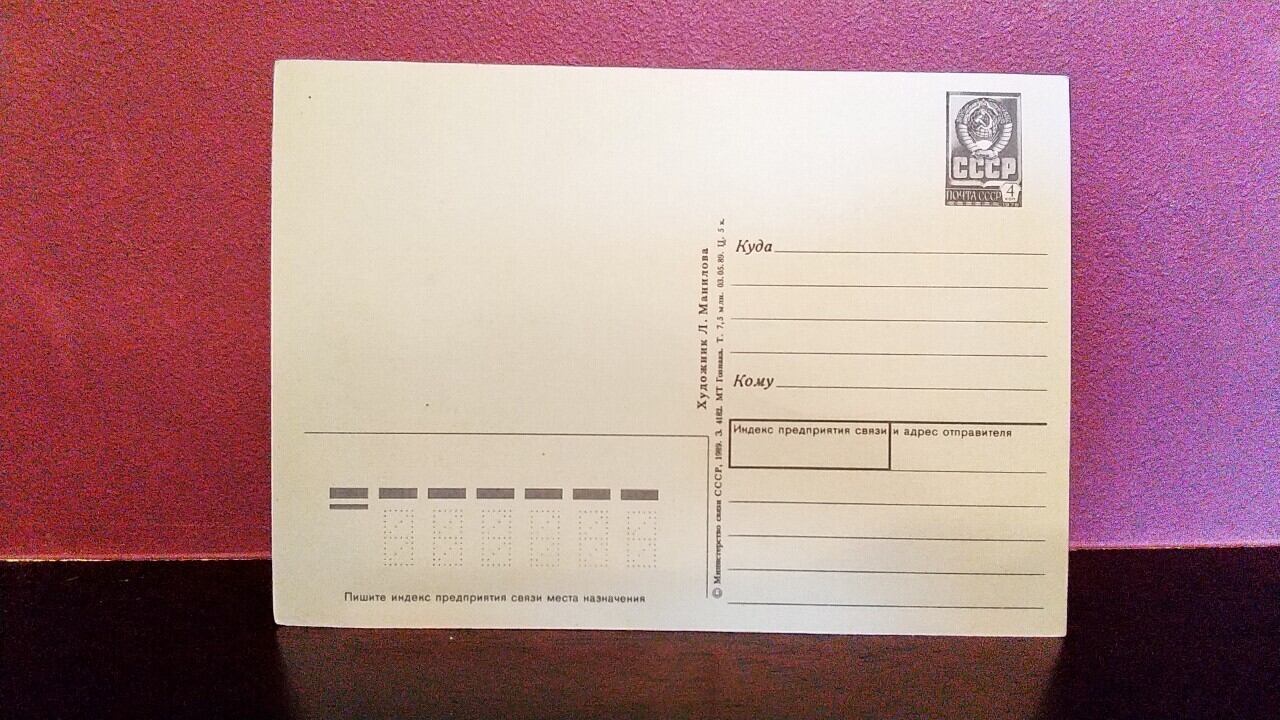 СССР
ПОЧТА СССР 4
Куда
Кому
Индекс предприятия связи и адрес отправителя
Художник Л. Манилова
© Министерство связи СССР, 1989. З. 4182. МТ Гознака. Т. 7,5 млн. 03.05.89. Ц. 5 к.
Пишите индекс предприятия связи места назначения